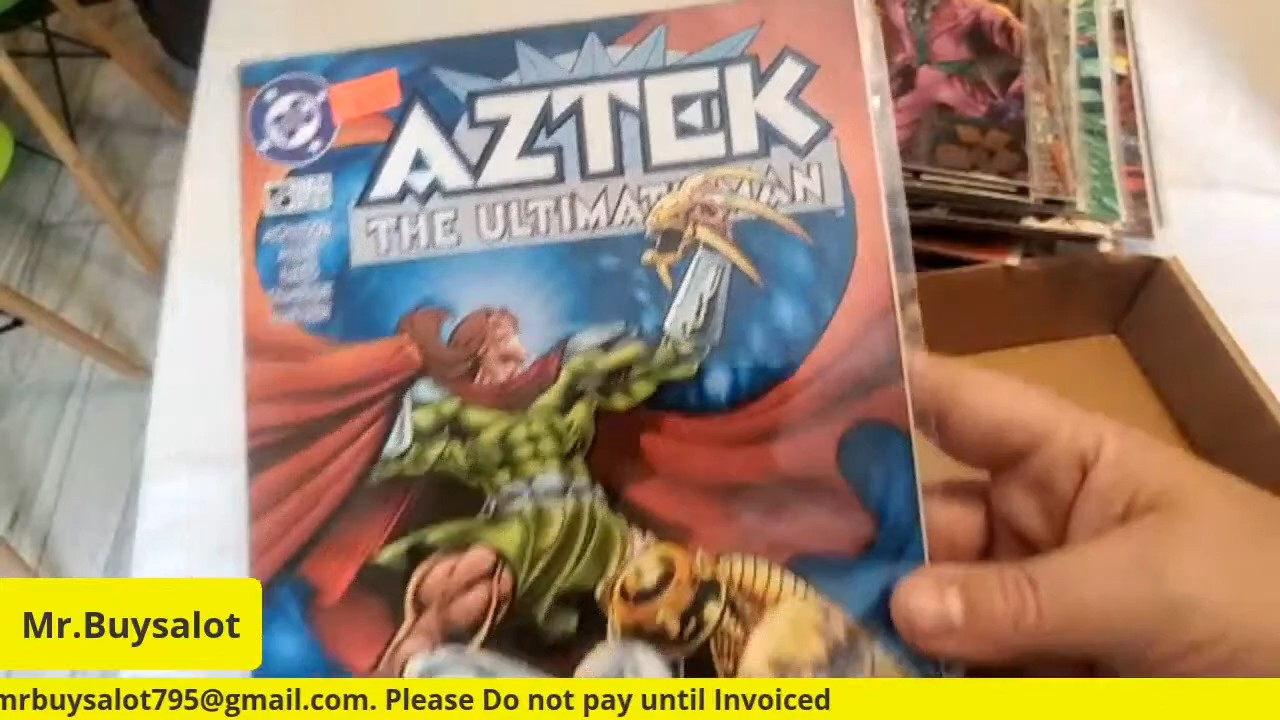 AZTEK
THE ULTIMATE MAN
Mr.Buysalot
mrbuysalot795@gmail.com. Please Do not pay until Invoiced